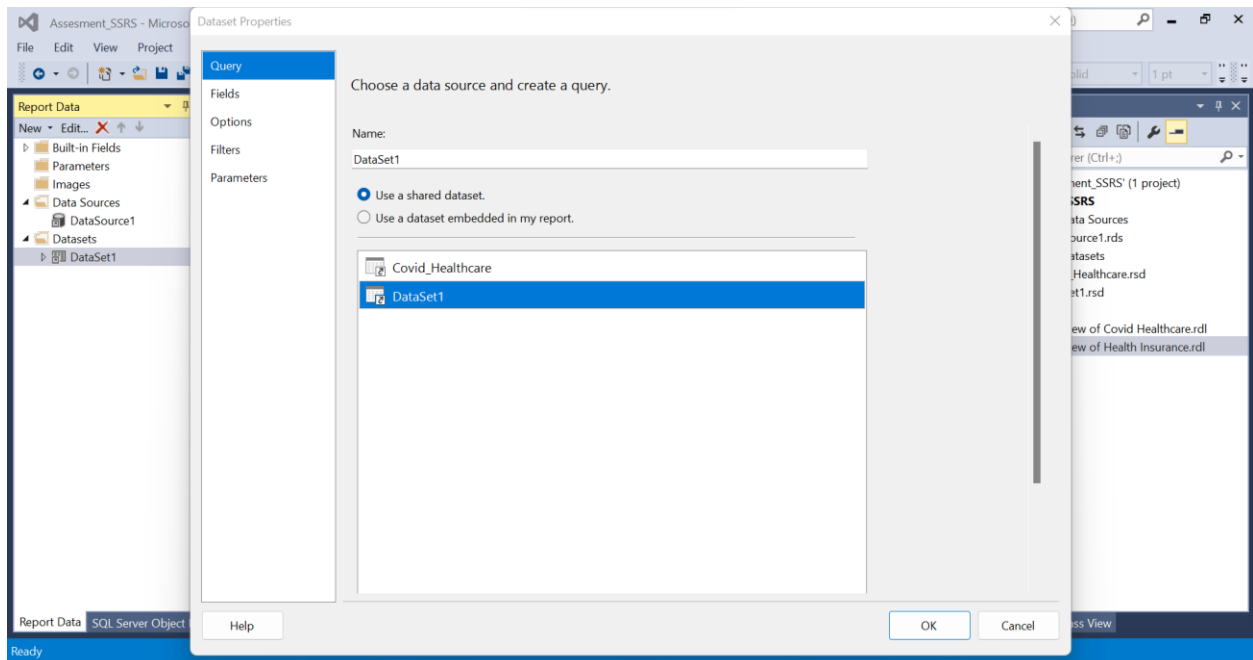 Assesment_SSRS - Microso
File Edit View Project
Report Data
New Edit...
Built-in Fields
Parameters
Images
Data Sources
DataSource1
Datasets
DataSet1
Report Data SQL Server Object
Ready
Dataset Properties
Query
Fields
Options
Filters
Parameters
Choose a data source and create a query.
Name:
DataSet1
Use a shared dataset.
Use a dataset embedded in my report.
Covid_Healthcare
DataSet1
Help
OK Cancel
olid 1 pt
rer (Ctrl+;)
nent_SSRS' (1 project)
SSRS
ata Sources
ource1.rds
atasets
_Healthcare.rsd
et1.rsd
ew of Covid Healthcare.rdl
ew of Health Insurance.rdl
ass View